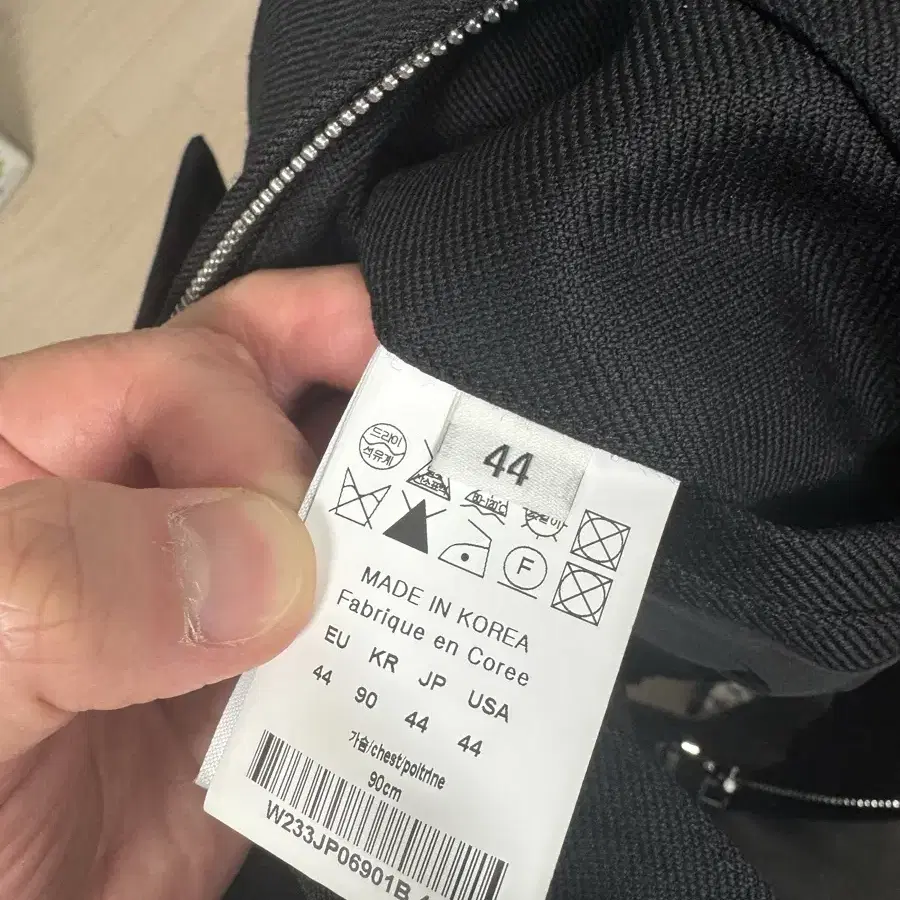 44
드라이
석유계
F
MADE IN KOREA
Fabrique en Coree
EU KR JP USA
44 90 44 44
가슴/chest/poitrine
90cm
W233JP06901B